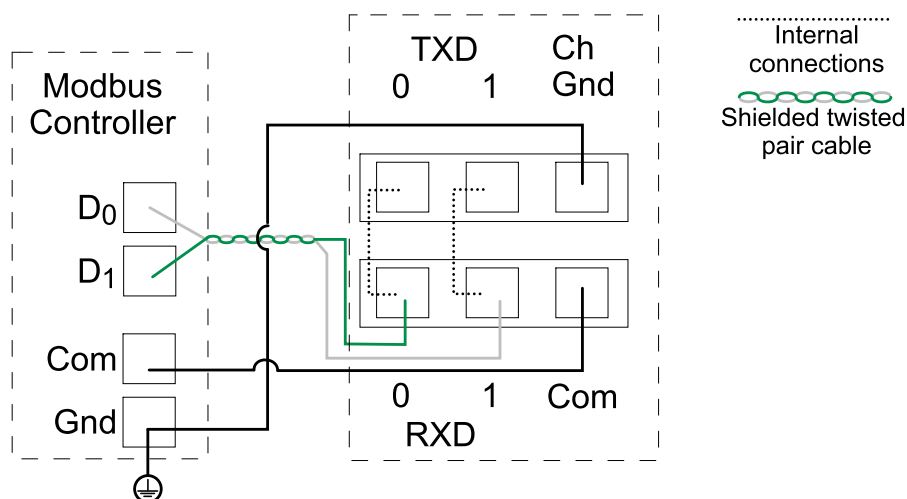 Modbus
Controller
D0
D1
Com
Gnd
TXD
0 1
Ch
Gnd
0 1 Com
RXD
Internal
connections
Shielded twisted
pair cable